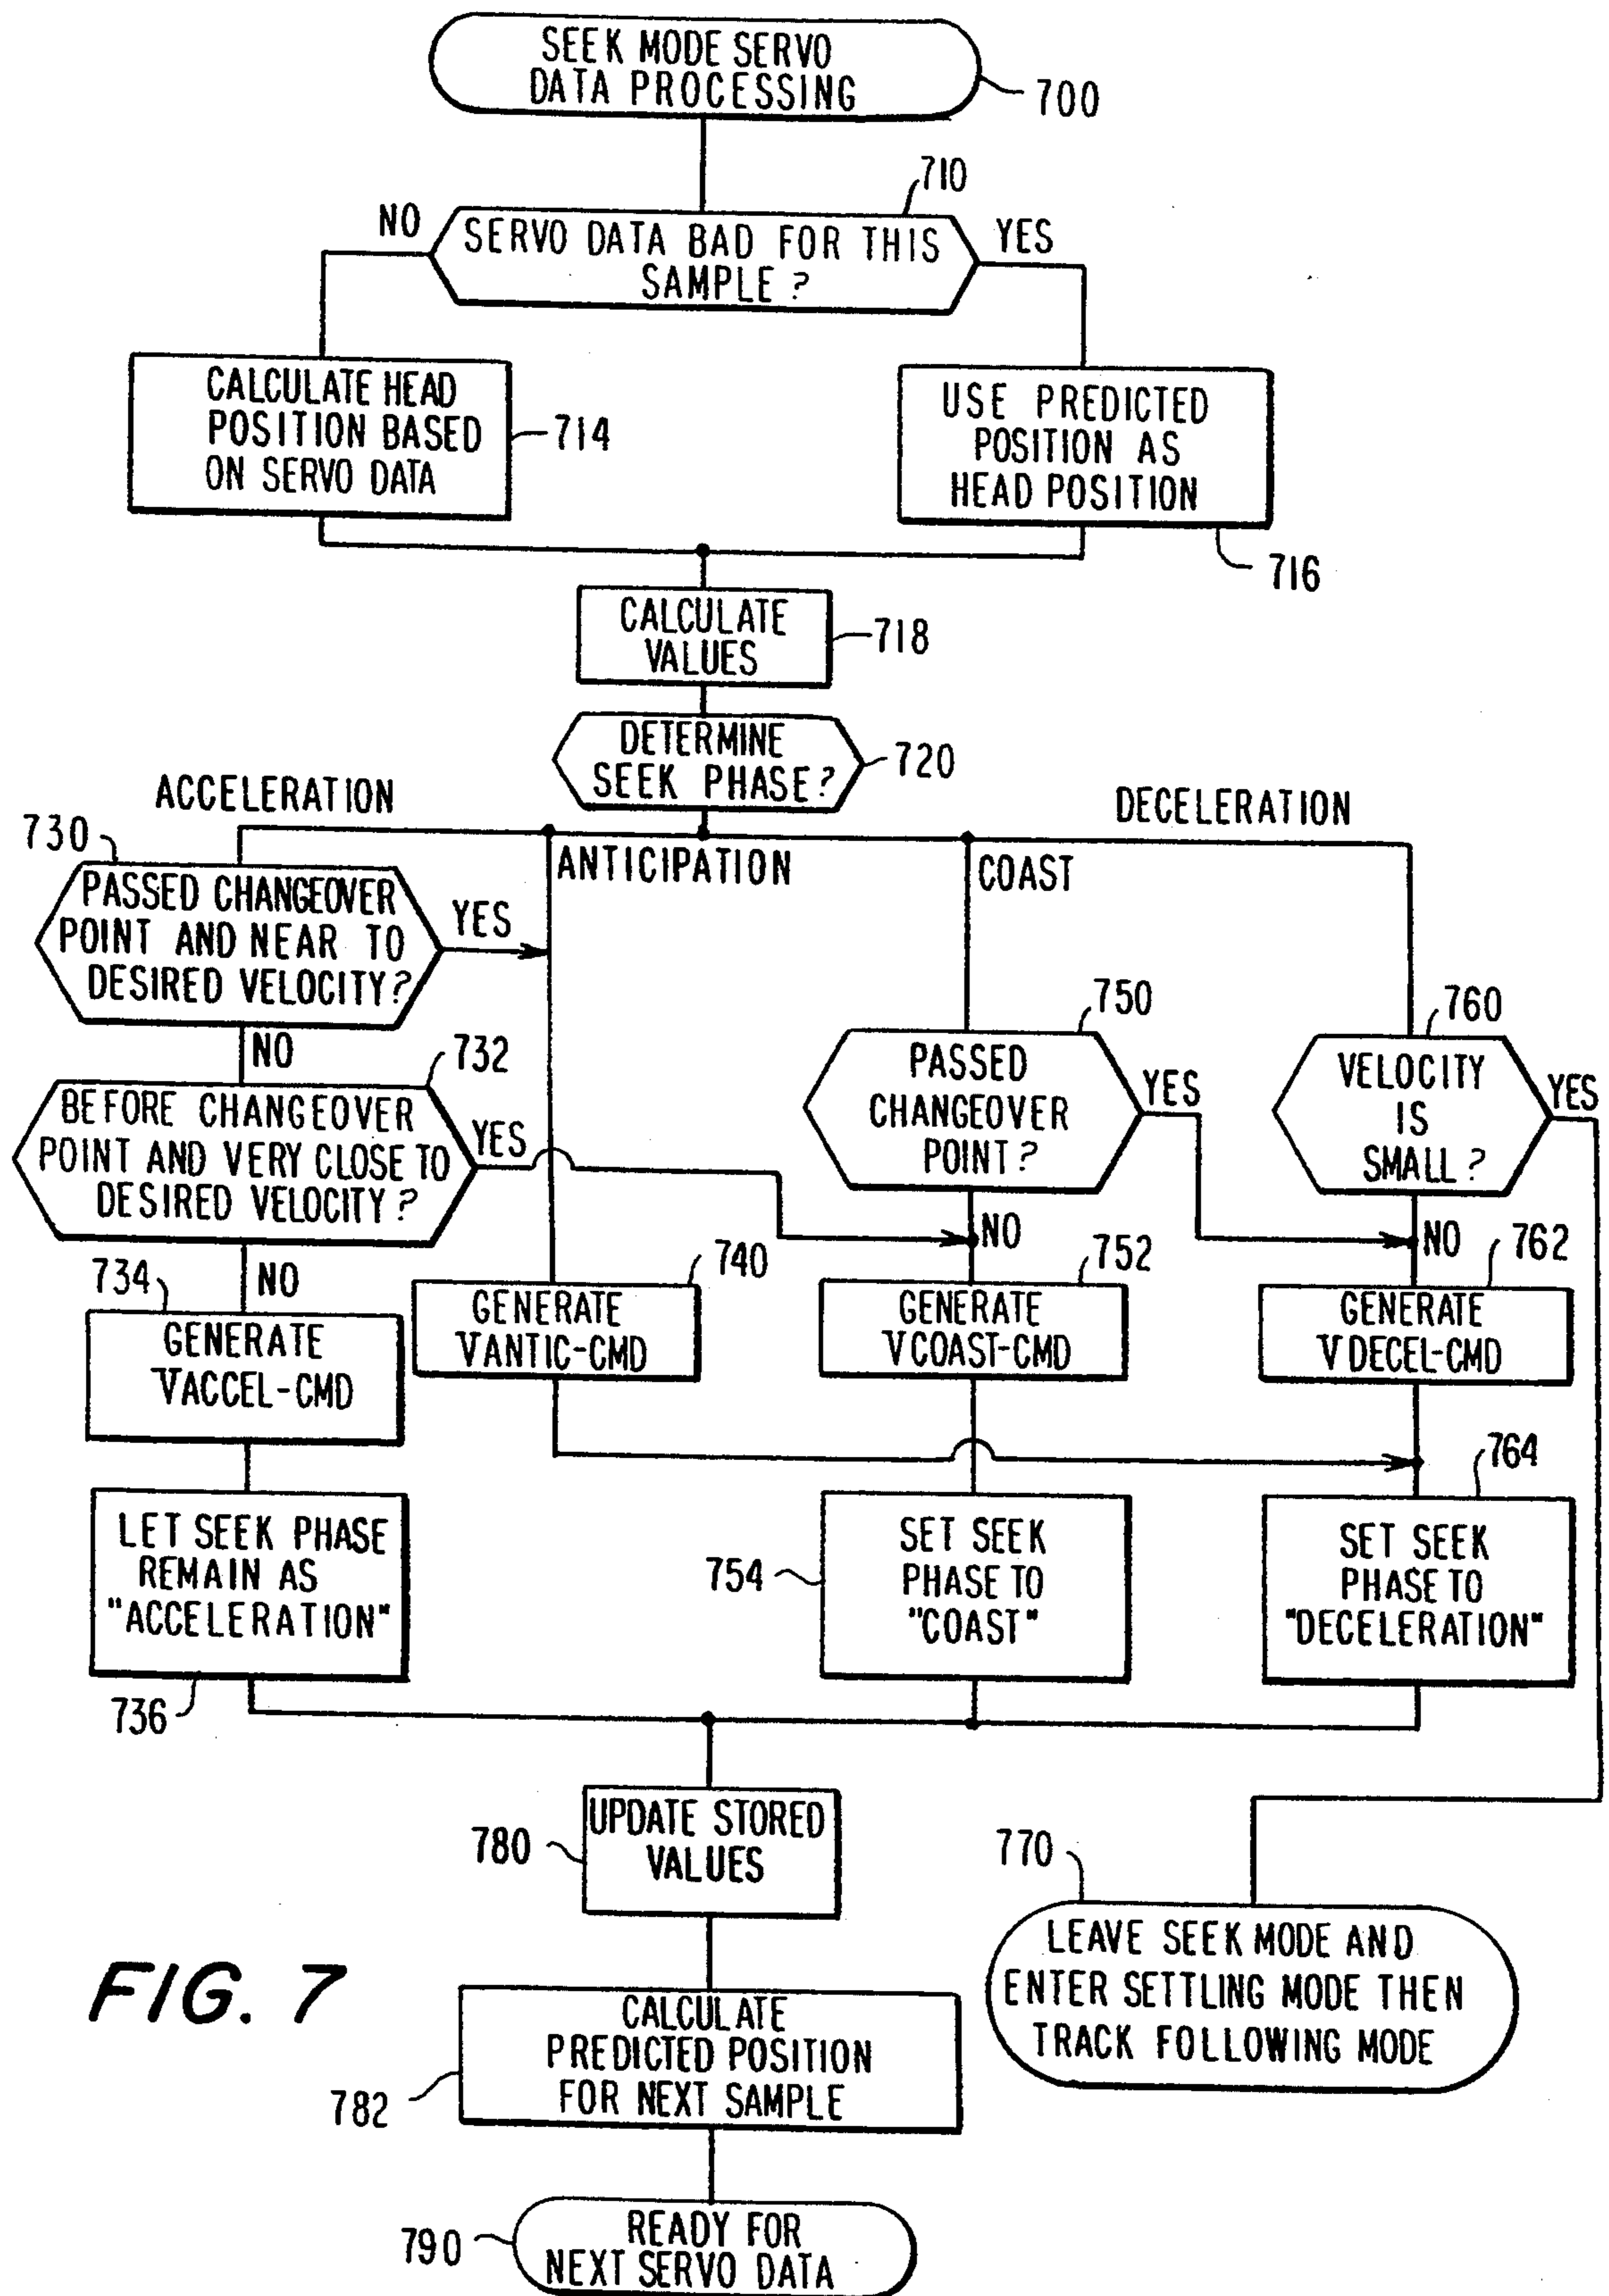 SEEK MODE SERVO
DATA PROCESSING
700
710
NO
SERVO DATA BAD FOR THIS
SAMPLE?
YES
CALCULATE HEAD
POSITION BASED
ON SERVO DATA
714
USE PREDICTED
POSITION AS
HEAD POSITION
716
CALCULATE
VALUES
718
DETERMINE
SEEK PHASE?
720
ACCELERATION
ANTICIPATION
COAST
DECELERATION
730
PASSED CHANGEOVER
POINT AND NEAR TO
DESIRED VELOCITY?
YES
NO
732
BEFORE CHANGEOVER
POINT AND VERY CLOSE TO
DESIRED VELOCITY?
YES
NO
750
PASSED
CHANGEOVER
POINT?
YES
NO
760
VELOCITY
IS
SMALL?
YES
NO
734
GENERATE
VACCEL-CMD
740
GENERATE
VANTIC-CMD
752
GENERATE
VCOAST-CMD
762
GENERATE
VDECEL-CMD
LET SEEK PHASE
REMAIN AS
"ACCELERATION"
736
754
SET SEEK
PHASE TO
"COAST"
764
SET SEEK
PHASE TO
"DECELERATION"
780
UPDATE STORED
VALUES
770
LEAVE SEEK MODE AND
ENTER SETTLING MODE THEN
TRACK FOLLOWING MODE
FIG. 7
782
CALCULATE
PREDICTED POSITION
FOR NEXT SAMPLE
790
READY FOR
NEXT SERVO DATA